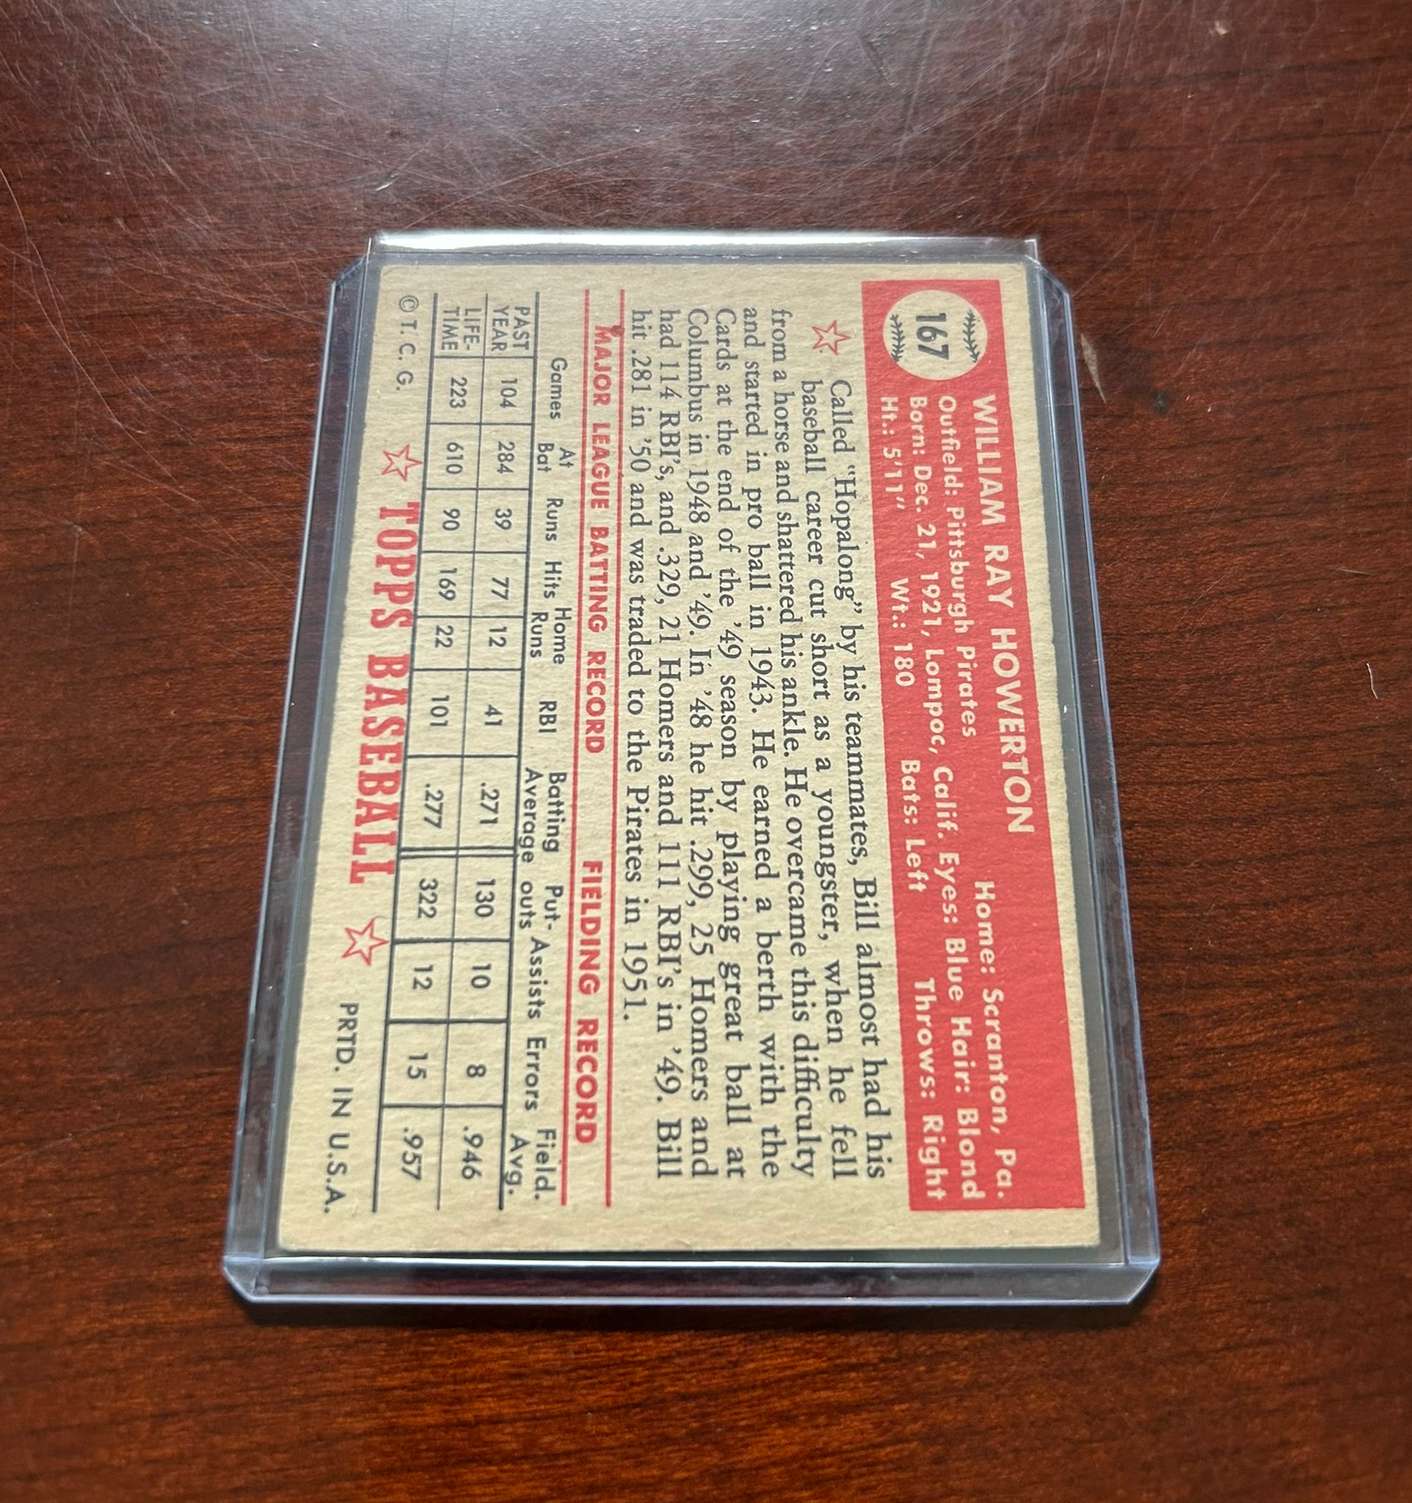 167
WILLIAM RAY HOWERTON
Outfield: Pittsburgh Pirates Home: Scranton, Pa.
Born: Dec. 21, 1921, Lompoc, Calif. Eyes: Blue Hair: Blond
Ht.: 5'11" Wt.: 180 Bats: Left Throws: Right
Called "Hopalong" by his teammates, Bill almost had his
baseball career cut short as a youngster, when he fell
from a horse and shattered his ankle. He overcame this difficulty
and started in pro ball in 1943. He earned a berth with the
Cards at the end of the '49 season by playing great ball at
Columbus in 1948 and '49. In '48 he hit .299, 25 Homers and
had 114 RBI's, and .329, 21 Homers and 111 RBI's in '49. Bill
hit .281 in '50 and was traded to the Pirates in 1951.
MAJOR LEAGUE BATTING RECORD FIELDING RECORD
Games At Bat Runs Hits Home Runs RBI Batting Average Put-outs Assists Errors Field. Avg.
PAST YEAR 104 284 39 77 12 41 .271 130 10 8 .946
LIFE-TIME 223 610 90 169 22 101 .277 322 12 15 .957
© T. C. G. TOPPS BASEBALL PRTD. IN U.S.A.